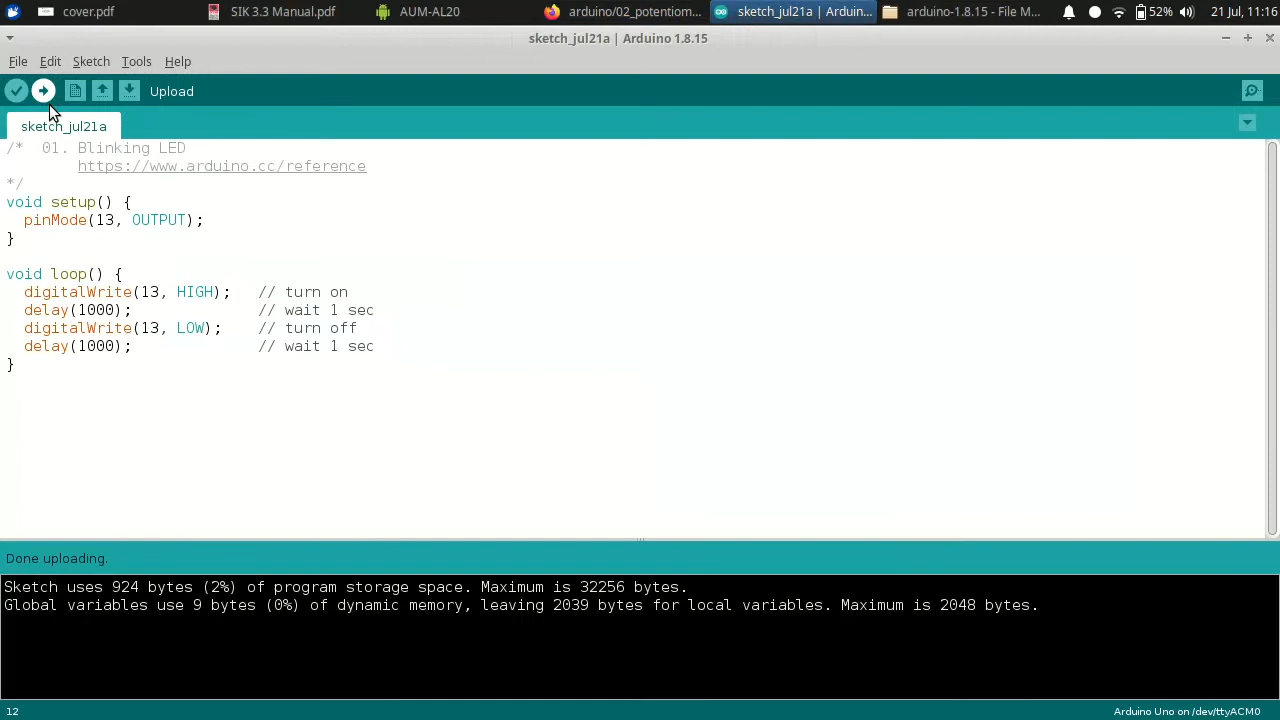 cover.pdf SIK 3.3 Manual.pdf AUM-AL20 arduino/02_potentiom... sketch_jul21a | Arduin... arduino-1.8.15 - File M... 52% 21 Jul, 11:16
sketch_jul21a | Arduino 1.8.15
File Edit Sketch Tools Help
Upload
sketch_jul21a
/*  01. Blinking LED
        https://www.arduino.cc/reference
*/
void setup() {
  pinMode(13, OUTPUT);
}
void loop() {
  digitalWrite(13, HIGH);   // turn on
  delay(1000);              // wait 1 sec
  digitalWrite(13, LOW);    // turn off
  delay(1000);              // wait 1 sec
}
Done uploading.
Sketch uses 924 bytes (2%) of program storage space. Maximum is 32256 bytes.
Global variables use 9 bytes (0%) of dynamic memory, leaving 2039 bytes for local variables. Maximum is 2048 bytes.
12 Arduino Uno on /dev/ttyACM0